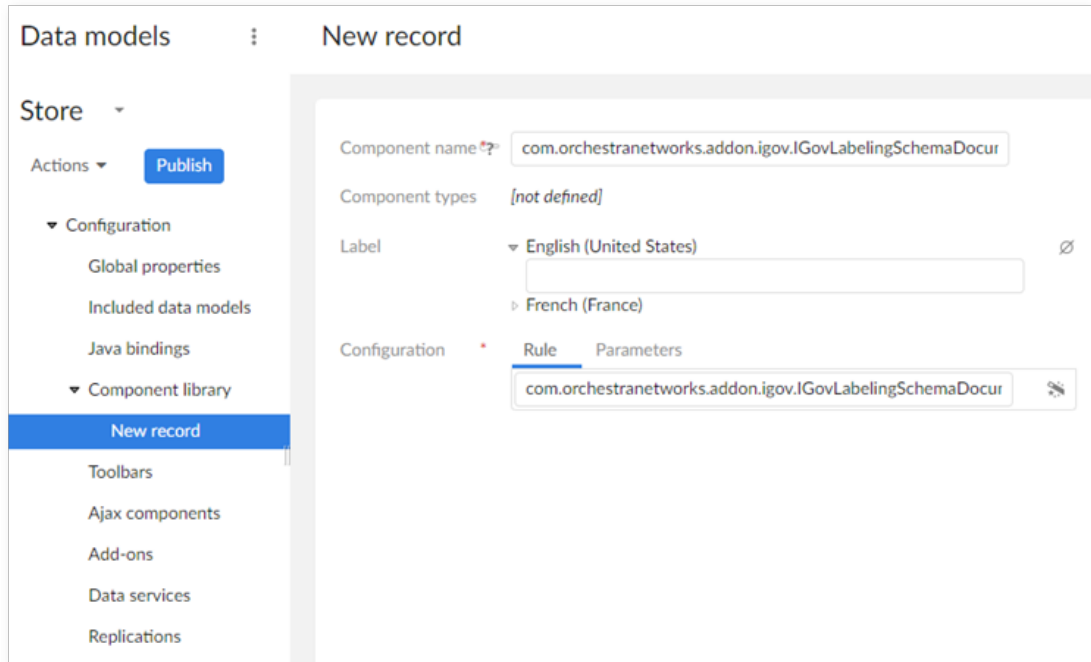 Data models
New record
Store
Actions
Publish
Configuration
Global properties
Included data models
Java bindings
Component library
New record
Toolbars
Ajax components
Add-ons
Data services
Replications
Component name *?
com.orchestranetworks.addon.igov.IGovLabelingSchemaDocur
Component types
[not defined]
Label
English (United States)
French (France)
Configuration *
Rule
Parameters
com.orchestranetworks.addon.igov.IGovLabelingSchemaDocur